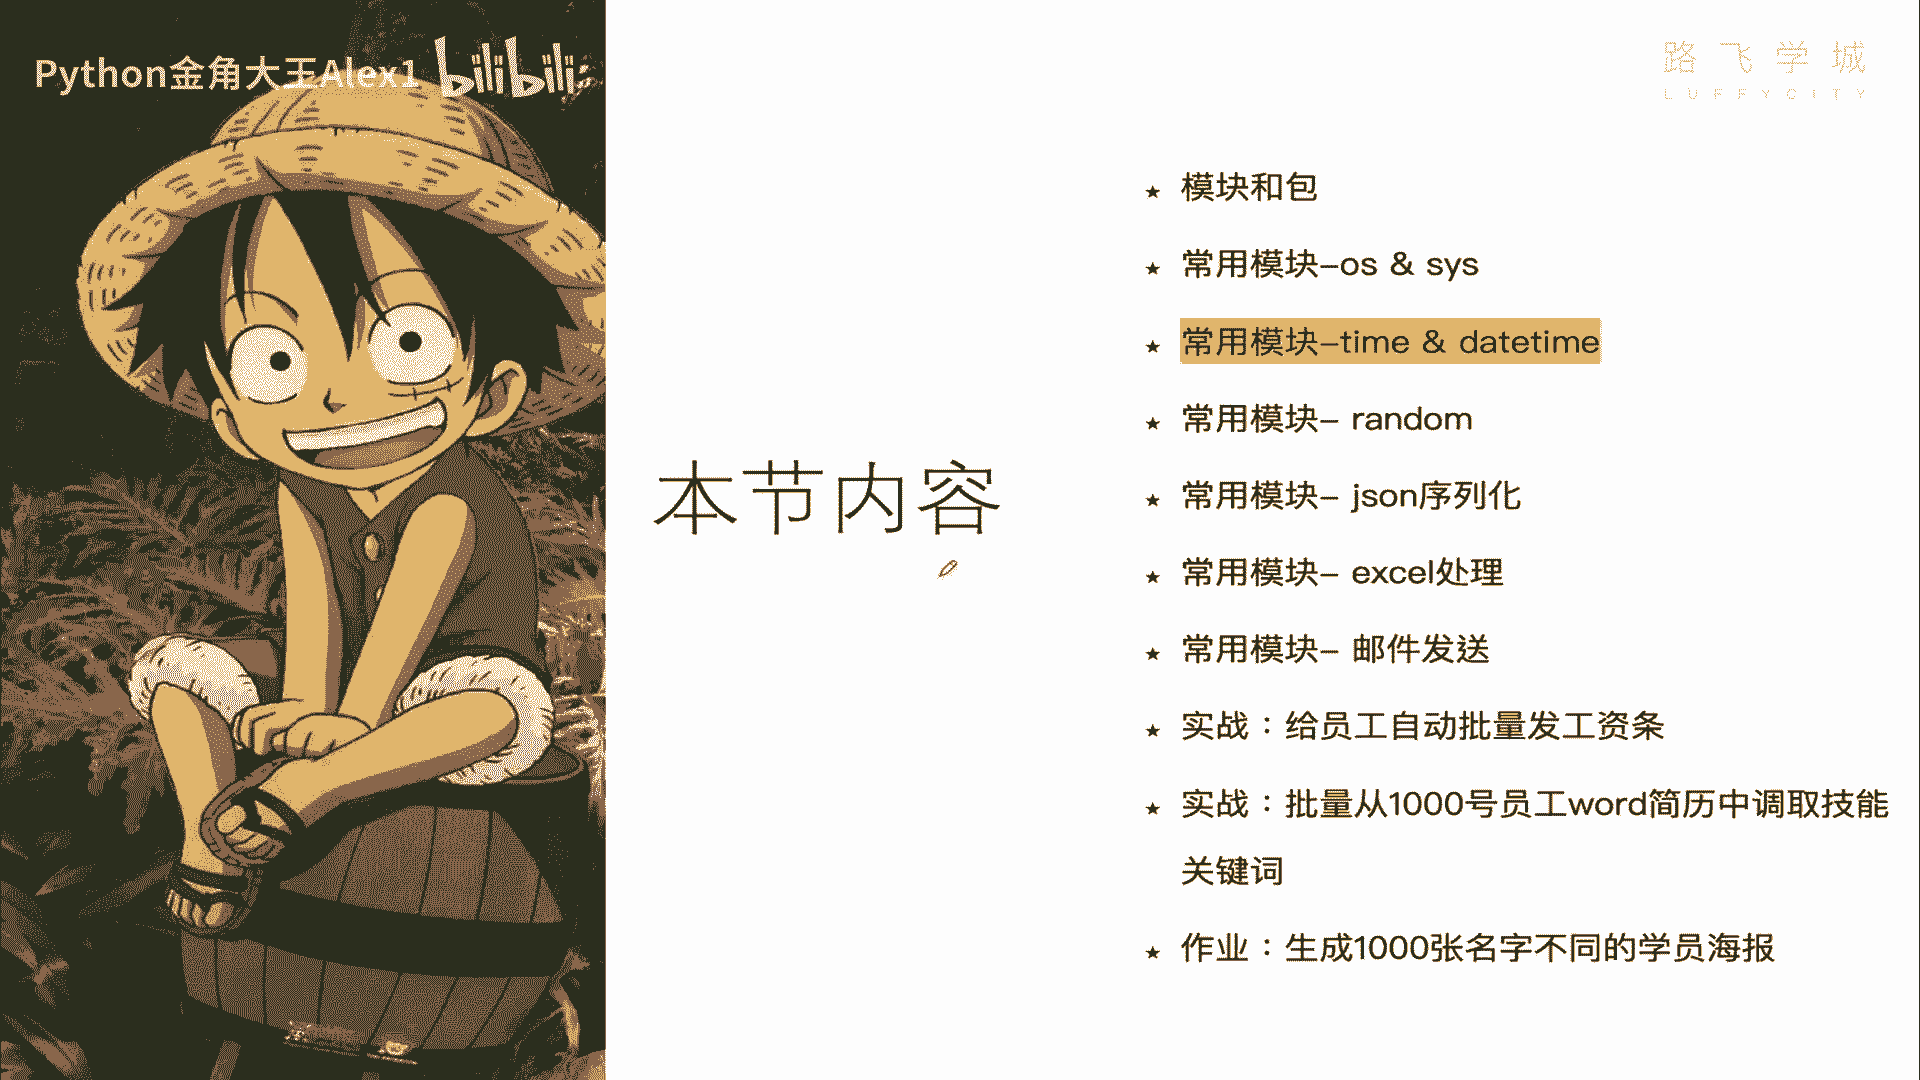 Python金角大王Alex1 bilibili
路飞学城
LUFFYCITY
模块和包
常用模块–os & sys
常用模块–time & datetime
常用模块– random
常用模块– json序列化
本节内容
常用模块– excel处理
常用模块– 邮件发送
实战：给员工自动批量发工资条
实战：批量从1000号员工word简历中调取技能
关键词
作业：生成1000张名字不同的学员海报